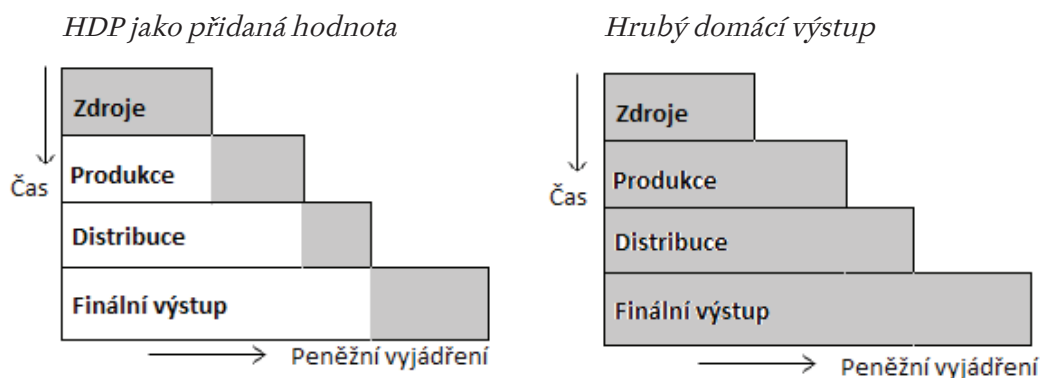 HDP jako přidaná hodnota
Zdroje
Produkce
Distribuce
Finální výstup
Čas
Peněžní vyjádření
Hrubý domácí výstup
Zdroje
Produkce
Distribuce
Finální výstup
Čas
Peněžní vyjádření